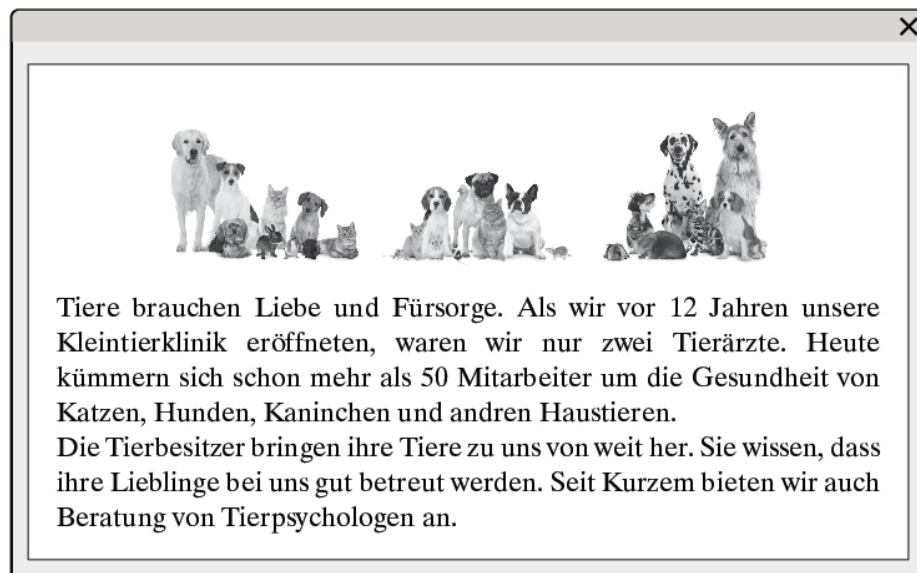 Tiere brauchen Liebe und Fürsorge. Als wir vor 12 Jahren unsere
Kleintierklinik eröffneten, waren wir nur zwei Tierärzte. Heute
kümmern sich schon mehr als 50 Mitarbeiter um die Gesundheit von
Katzen, Hunden, Kaninchen und andren Haustieren.
Die Tierbesitzer bringen ihre Tiere zu uns von weit her. Sie wissen, dass
ihre Lieblinge bei uns gut betreut werden. Seit Kurzem bieten wir auch
Beratung von Tierpsychologen an.